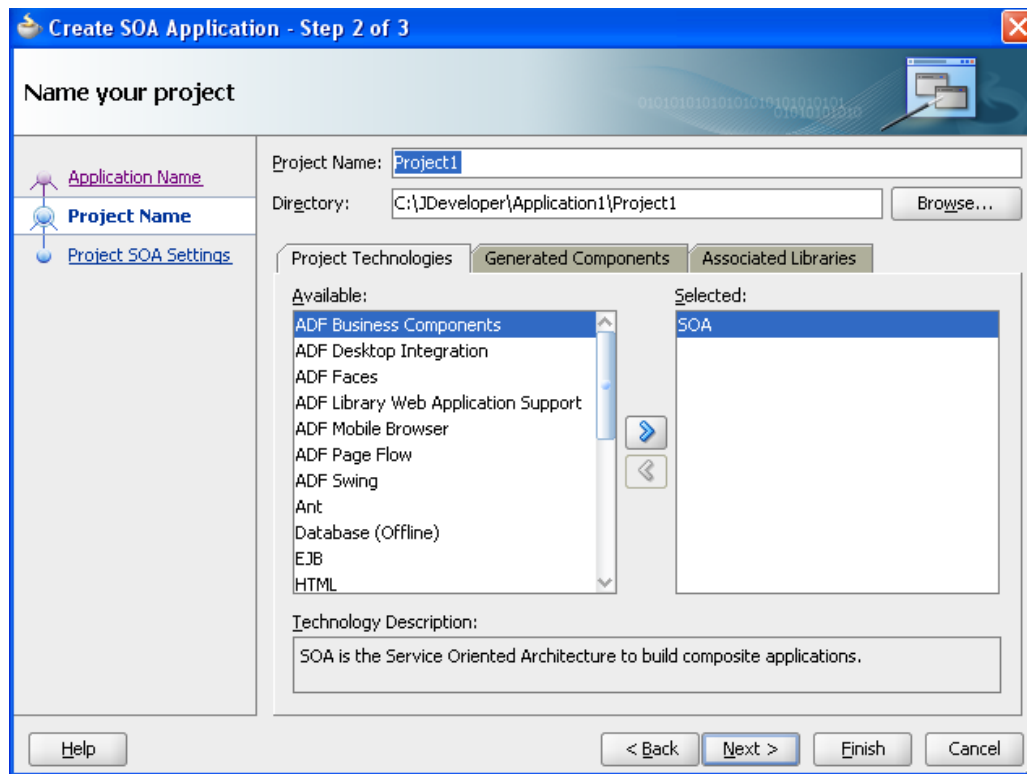 Create SOA Application - Step 2 of 3
Name your project
Application Name
Project Name
Project SOA Settings
Project Name: Project1
Directory: C:\JDeveloper\Application1\Project1 Browse...
Project Technologies Generated Components Associated Libraries
Available:
ADF Business Components
ADF Desktop Integration
ADF Faces
ADF Library Web Application Support
ADF Mobile Browser
ADF Page Flow
ADF Swing
Ant
Database (Offline)
EJB
HTML
Selected:
SOA
Technology Description:
SOA is the Service Oriented Architecture to build composite applications.
Help < Back Next > Finish Cancel